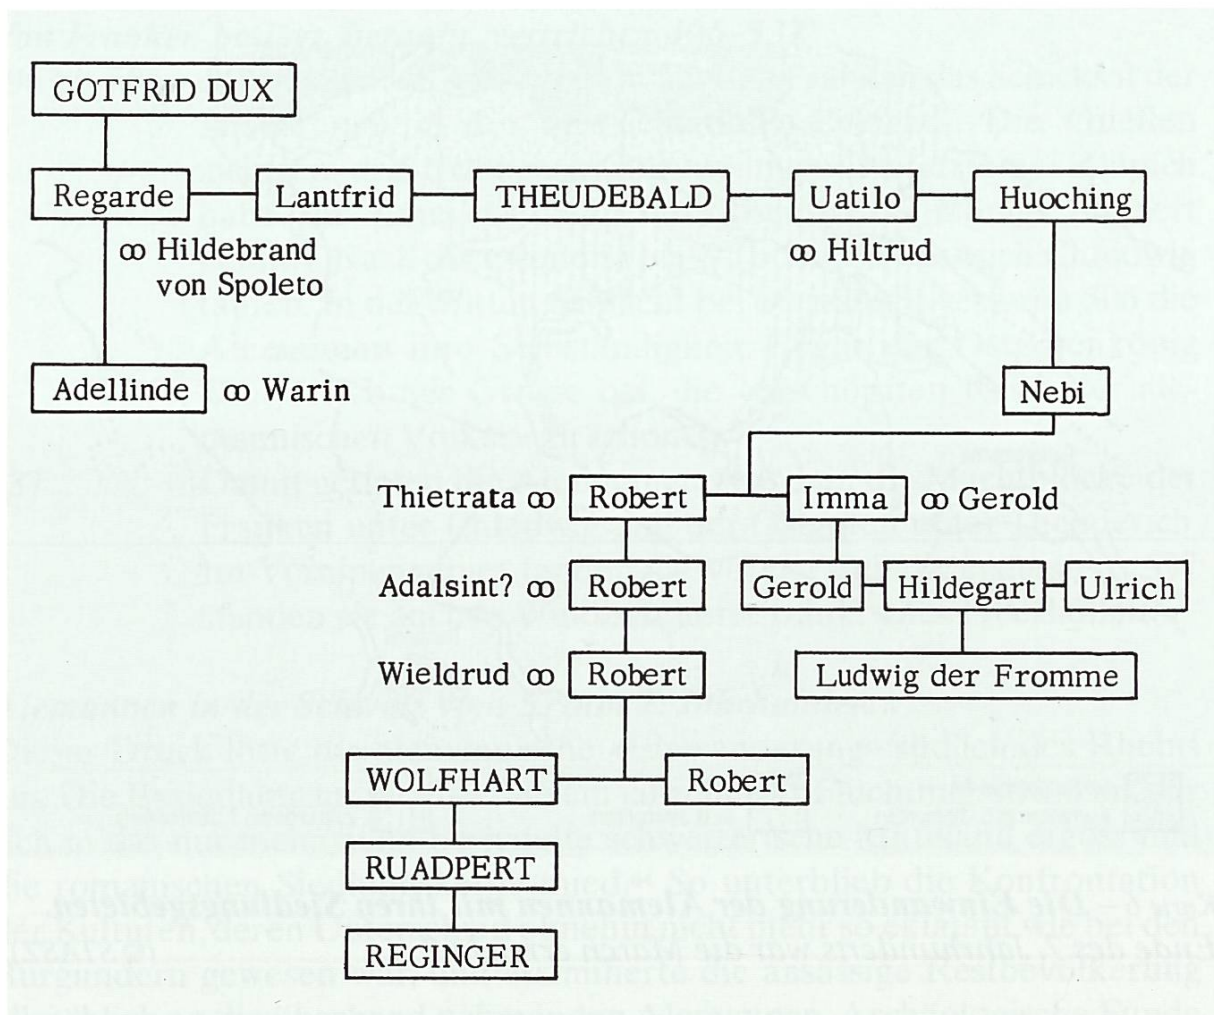 GOTFRID DUX
Regarde Lantfrid THEUDEBALD Uatilo Huoching
∞ Hildebrand
von Spoleto
∞ Hiltrud
Adellinde ∞ Warin
Nebi
Thietrata ∞ Robert Imma ∞ Gerold
Adalsint? ∞ Robert Gerold Hildegart Ulrich
Wieldrud ∞ Robert Ludwig der Fromme
WOLFHART Robert
RUADPERT
REGINGER